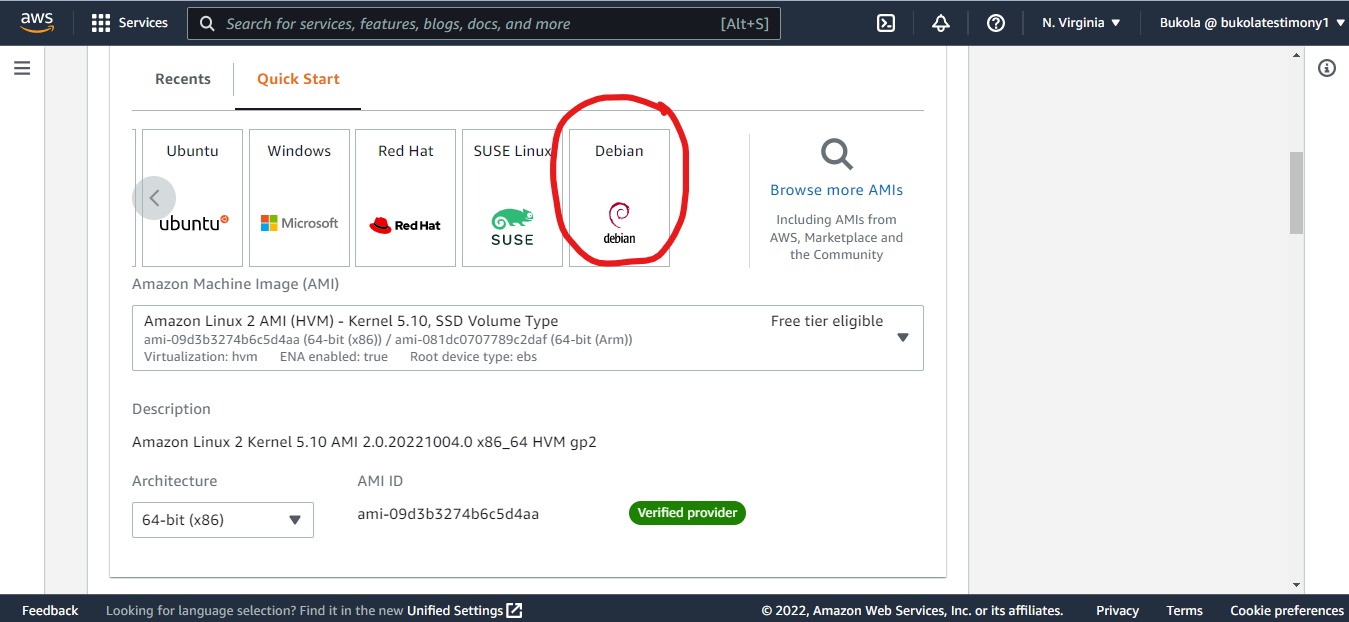 aws Services Search for services, features, blogs, docs, and more [Alt+S] N. Virginia Bukola @ bukolatestimony1
Recents Quick Start
Ubuntu Windows Red Hat SUSE Linux Debian
ubuntu Microsoft Red Hat SUSE debian
Browse more AMIs
Including AMIs from
AWS, Marketplace and
the Community
Amazon Machine Image (AMI)
Amazon Linux 2 AMI (HVM) - Kernel 5.10, SSD Volume Type Free tier eligible
ami-09d3b3274b6c5d4aa (64-bit (x86)) / ami-081dc0707789c2daf (64-bit (Arm))
Virtualization: hvm ENA enabled: true Root device type: ebs
Description
Amazon Linux 2 Kernel 5.10 AMI 2.0.20221004.0 x86_64 HVM gp2
Architecture AMI ID
64-bit (x86) ami-09d3b3274b6c5d4aa Verified provider
Feedback Looking for language selection? Find it in the new Unified Settings © 2022, Amazon Web Services, Inc. or its affiliates. Privacy Terms Cookie preferences